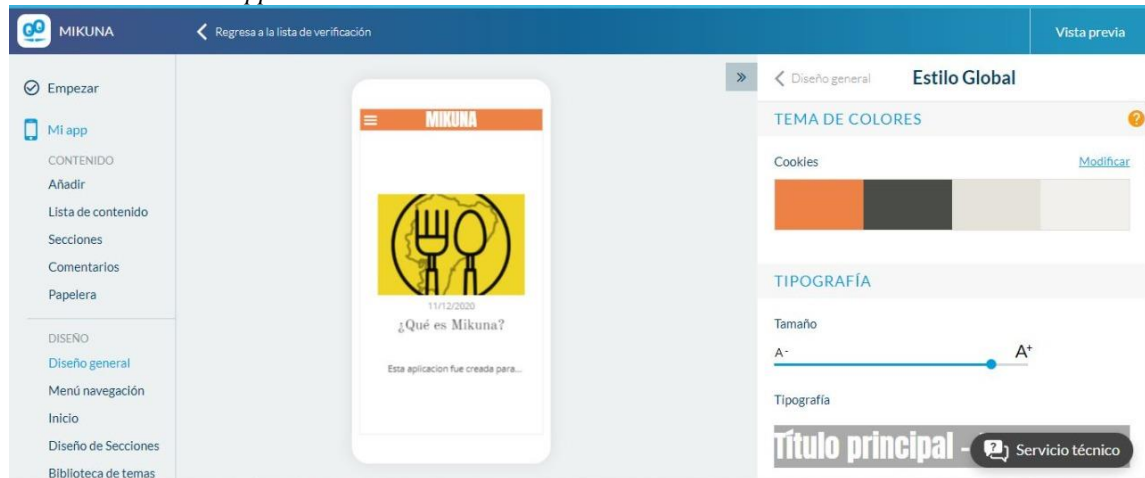 MIKUNA
Regresa a la lista de verificación
Vista previa
Empezar
Mi app
CONTENIDO
Añadir
Lista de contenido
Secciones
Comentarios
Papelera
DISEÑO
Diseño general
Menú navegación
Inicio
Diseño de Secciones
Biblioteca de temas
MIKUNA
11/12/2020
¿Qué es Mikuna?
Esta aplicacion fue creada para...
»
Diseño general
Estilo Global
TEMA DE COLORES
?
Cookies
Modificar
TIPOGRAFÍA
Tamaño
A-
A+
Tipografía
Título principal -
Servicio técnico